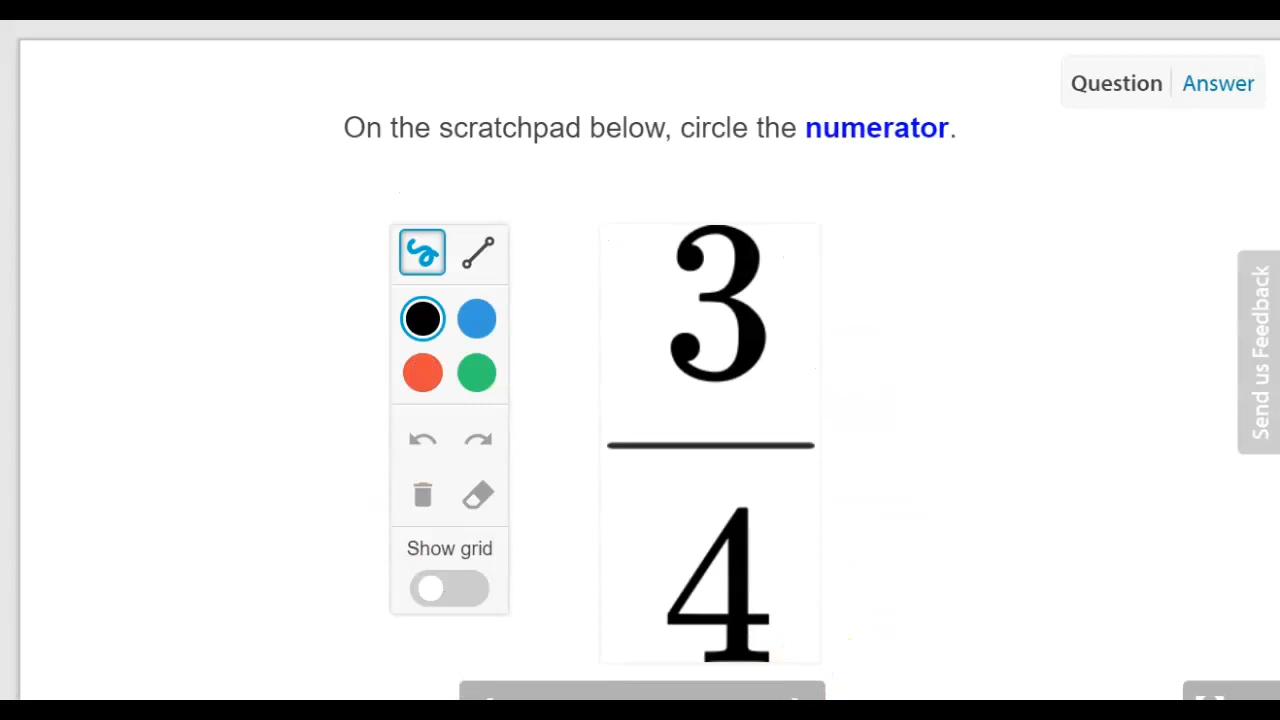 Question Answer
On the scratchpad below, circle the numerator.
3
4
Show grid
Send us Feedback